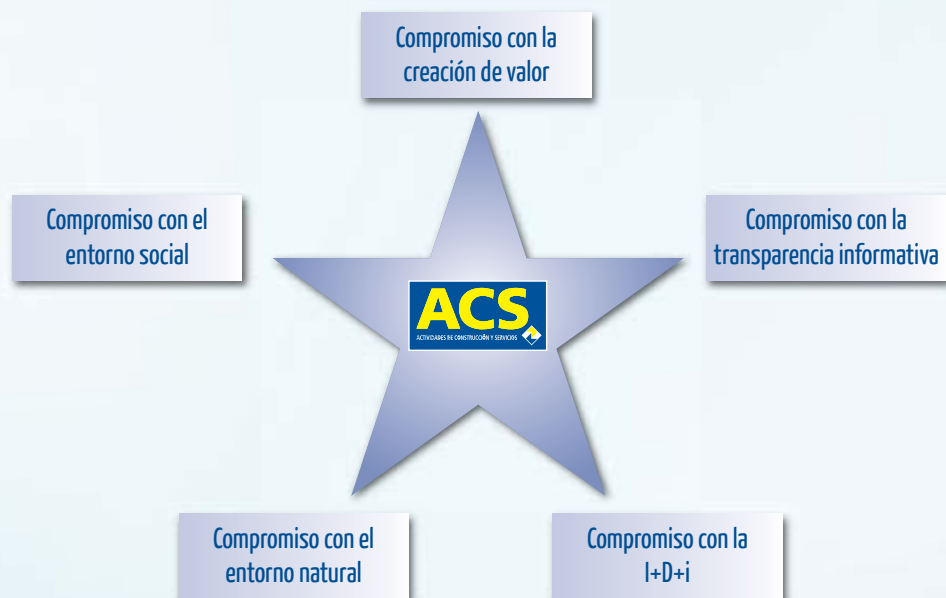 Compromiso con la
creación de valor
Compromiso con el
entorno social
Compromiso con la
transparencia informativa
ACS
ACTIVIDADES DE CONSTRUCCIÓN Y SERVICIOS
Compromiso con el
entorno natural
Compromiso con la
I+D+i